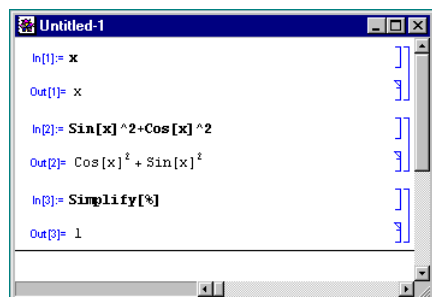 Untitled-1
In[1]:= x
Out[1]= x
In[2]:= Sin[x]^2+Cos[x]^2
Out[2]= Cos[x]² + Sin[x]²
In[3]:= Simplify[%]
Out[3]= 1